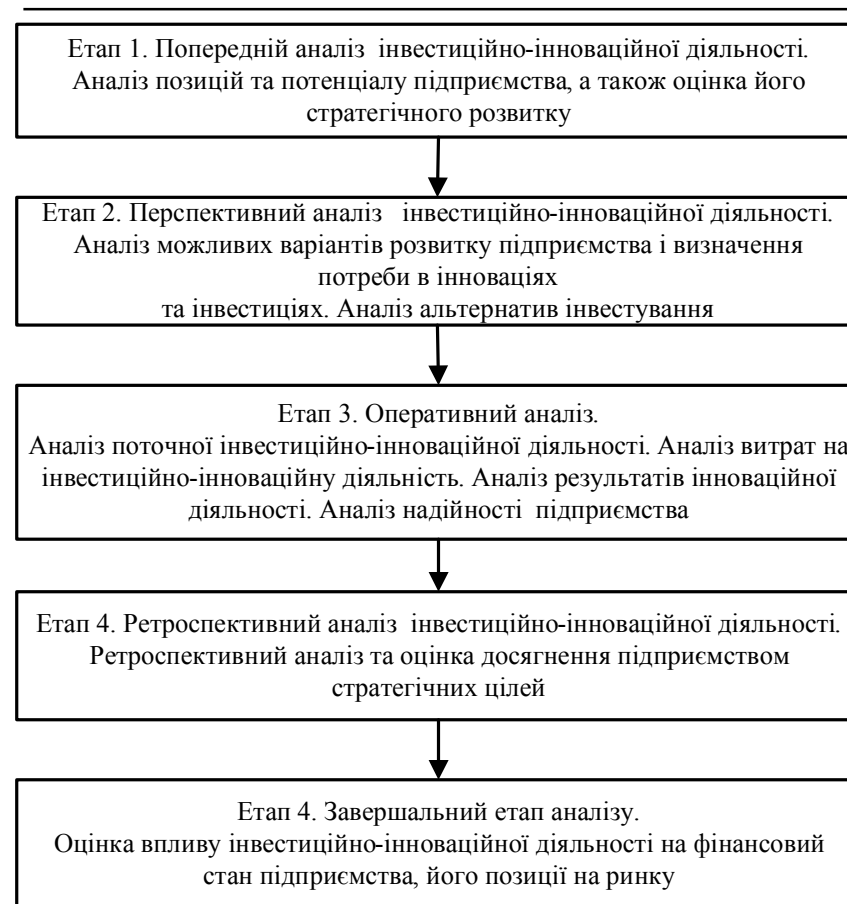 Етап 1. Попередній аналіз інвестиційно-інноваційної діяльності.
Аналіз позицій та потенціалу підприємства, а також оцінка його
стратегічного розвитку
Етап 2. Перспективний аналіз інвестиційно-інноваційної діяльності.
Аналіз можливих варіантів розвитку підприємства і визначення
потреби в інноваціях
та інвестиціях. Аналіз альтернатив інвестування
Етап 3. Оперативний аналіз.
Аналіз поточної інвестиційно-інноваційної діяльності. Аналіз витрат на
інвестиційно-інноваційну діяльність. Аналіз результатів інноваційної
діяльності. Аналіз надійності підприємства
Етап 4. Ретроспективний аналіз інвестиційно-інноваційної діяльності.
Ретроспективний аналіз та оцінка досягнення підприємством
стратегічних цілей
Етап 4. Завершальний етап аналізу.
Оцінка впливу інвестиційно-інноваційної діяльності на фінансовий
стан підприємства, його позиції на ринку